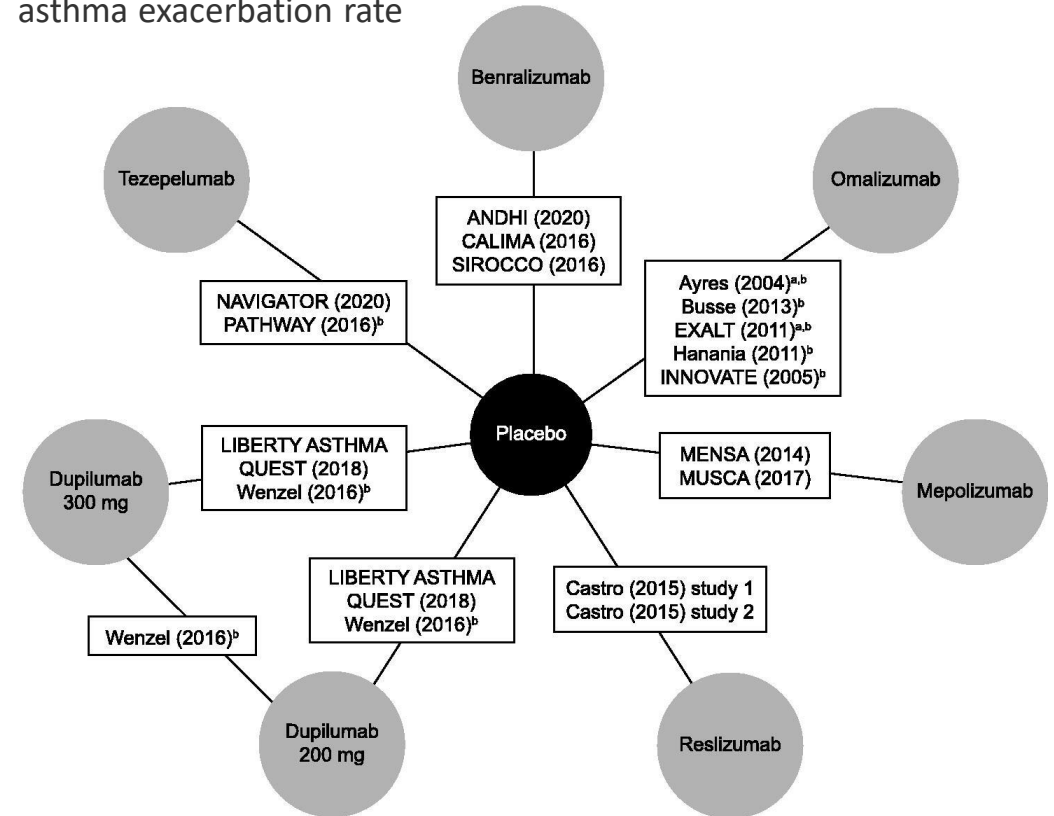 asthma exacerbation rate
Benralizumab
Tezepelumab
Omalizumab
ANDHI (2020)
CALIMA (2016)
SIROCCO (2016)
Ayres (2004)ᵃ,ᵇ
Busse (2013)ᵇ
EXALT (2011)ᵃ,ᵇ
Hanania (2011)ᵇ
INNOVATE (2005)ᵇ
NAVIGATOR (2020)
PATHWAY (2016)ᵇ
Placebo
LIBERTY ASTHMA
QUEST (2018)
Wenzel (2016)ᵇ
MENSA (2014)
MUSCA (2017)
Dupilumab
300 mg
Mepolizumab
LIBERTY ASTHMA
QUEST (2018)
Wenzel (2016)ᵇ
Castro (2015) study 1
Castro (2015) study 2
Wenzel (2016)ᵇ
Dupilumab
200 mg
Reslizumab